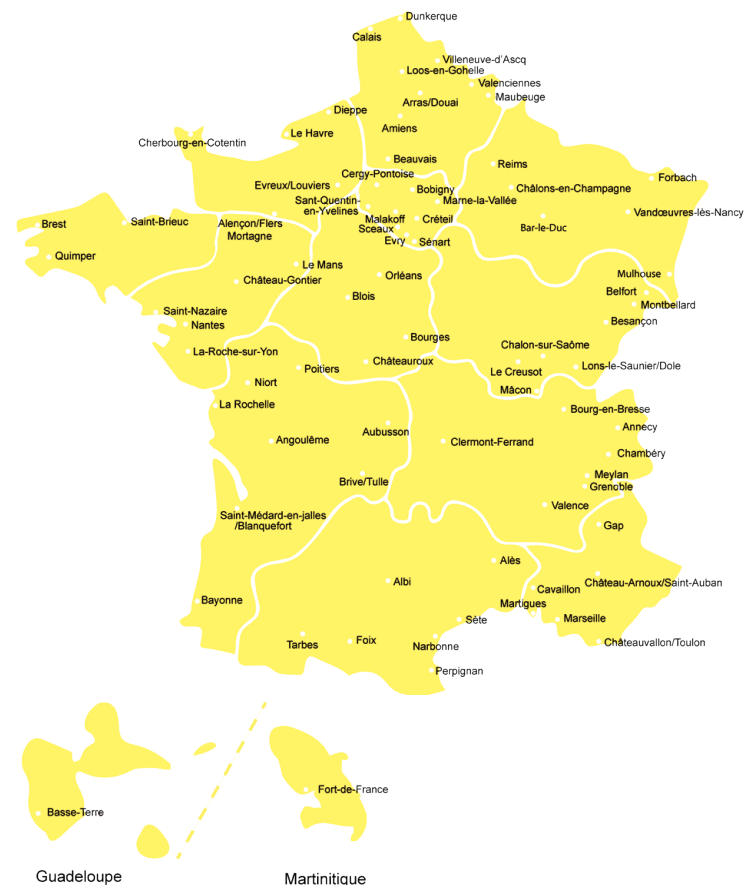 Dunkerque
Calais
Villeneuve-d'Ascq
Loos-en-Gohelle
Valenciennes
Maubeuge
Arras/Douai
Dieppe
Amiens
Le Havre
Cherbourg-en-Cotentin
Beauvais
Reims
Cergy-Pontoise
Forbach
Evreux/Louviers
Bobigny
Châlons-en-Champagne
Sant-Quentin-
en-Yvelines
Marne-la-Vallée
Vandœuvres-lès-Nancy
Malakoff
Créteil
Brest
Saint-Brieuc
Alençon/Flers
Mortagne
Sceaux
Bar-le-Duc
Evry
Sénart
Quimper
Le Mans
Orléans
Mulhouse
Château-Gontier
Belfort
Blois
Montbeilard
Saint-Nazaire
Nantes
Besançon
Bourges
Chalon-sur-Saôme
La-Roche-sur-Yon
Châteauroux
Poitiers
Le Creusot
Lons-le-Saunier/Dole
Niort
Mâcon
La Rochelle
Bourg-en-Bresse
Annecy
Aubusson
Angoulême
Clermont-Ferrand
Chambéry
Meylan
Brive/Tulle
Grenoble
Valence
Saint-Médard-en-jalles
/Blanquefort
Gap
Alès
Albi
Château-Arnoux/Saint-Auban
Cavaillon
Bayonne
Martigues
Sète
Marseille
Tarbes
Foix
Narbonne
Châteauvallon/Toulon
Perpignan
Fort-de-France
Basse-Terre
Guadeloupe
Martinitique